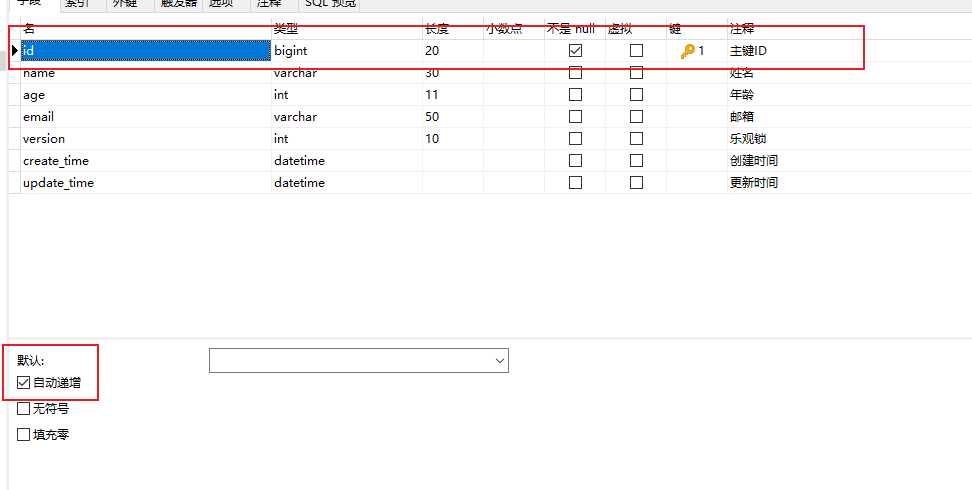 字段 索引 外键 触发器 选项 注释 SQL 预览
名 类型 长度 小数点 不是 null 虚拟 键 注释
id bigint 20 1 主键ID
name varchar 30 姓名
age int 11 年龄
email varchar 50 邮箱
version int 10 乐观锁
create_time datetime 创建时间
update_time datetime 更新时间
默认:
自动递增
无符号
填充零